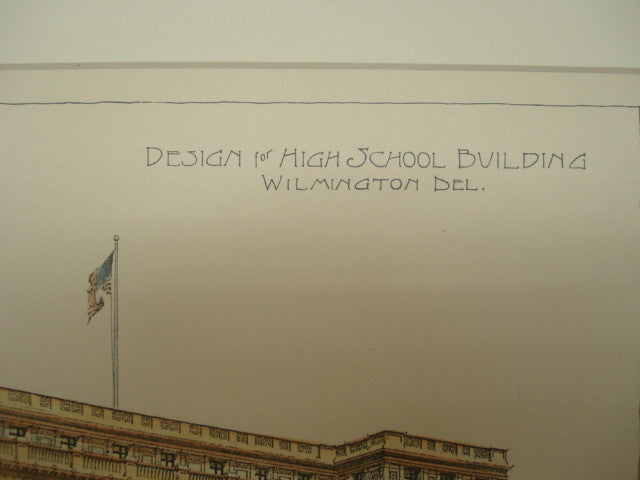 DESIGN for HIGH SCHOOL BUILDING
WILMINGTON DEL.